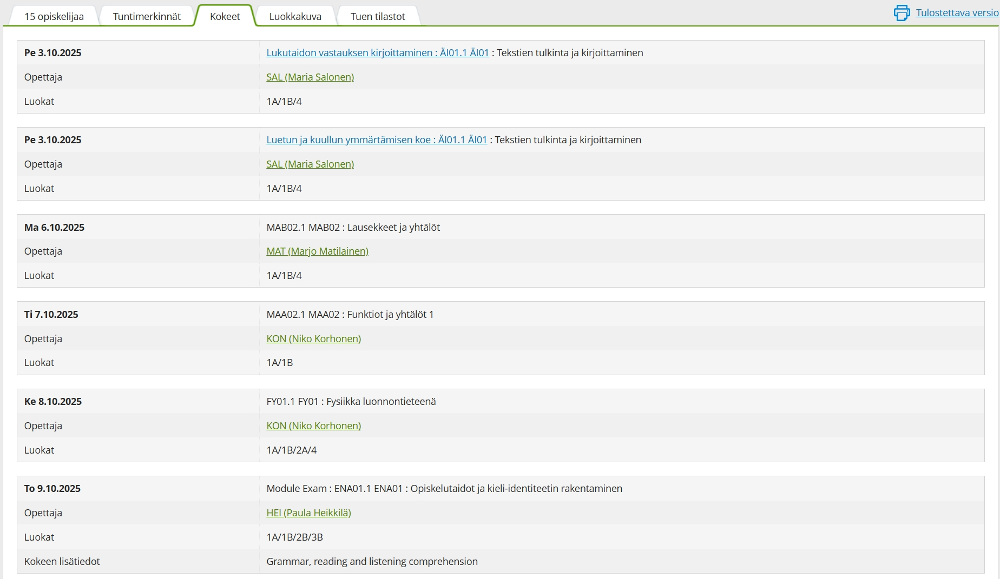 15 opiskelijaa Tuntimerkinnät Kokeet Luokkakuva Tuen tilastot Tulostettava versio
Pe 3.10.2025 Lukutaidon vastauksen kirjoittaminen : ÄI01.1 ÄI01 : Tekstien tulkinta ja kirjoittaminen
Opettaja SAL (Maria Salonen)
Luokat 1A/1B/4
Pe 3.10.2025 Luetun ja kuullun ymmärtämisen koe : ÄI01.1 ÄI01 : Tekstien tulkinta ja kirjoittaminen
Opettaja SAL (Maria Salonen)
Luokat 1A/1B/4
Ma 6.10.2025 MAB02.1 MAB02 : Lausekkeet ja yhtälöt
Opettaja MAT (Marjo Matilainen)
Luokat 1A/1B/4
Ti 7.10.2025 MAA02.1 MAA02 : Funktiot ja yhtälöt 1
Opettaja KON (Niko Korhonen)
Luokat 1A/1B
Ke 8.10.2025 FY01.1 FY01 : Fysiikka luonnontieteenä
Opettaja KON (Niko Korhonen)
Luokat 1A/1B/2A/4
To 9.10.2025 Module Exam : ENA01.1 ENA01 : Opiskelutaidot ja kieli-identiteetin rakentaminen
Opettaja HEI (Paula Heikkilä)
Luokat 1A/1B/2B/3B
Kokeen lisätiedot Grammar, reading and listening comprehension